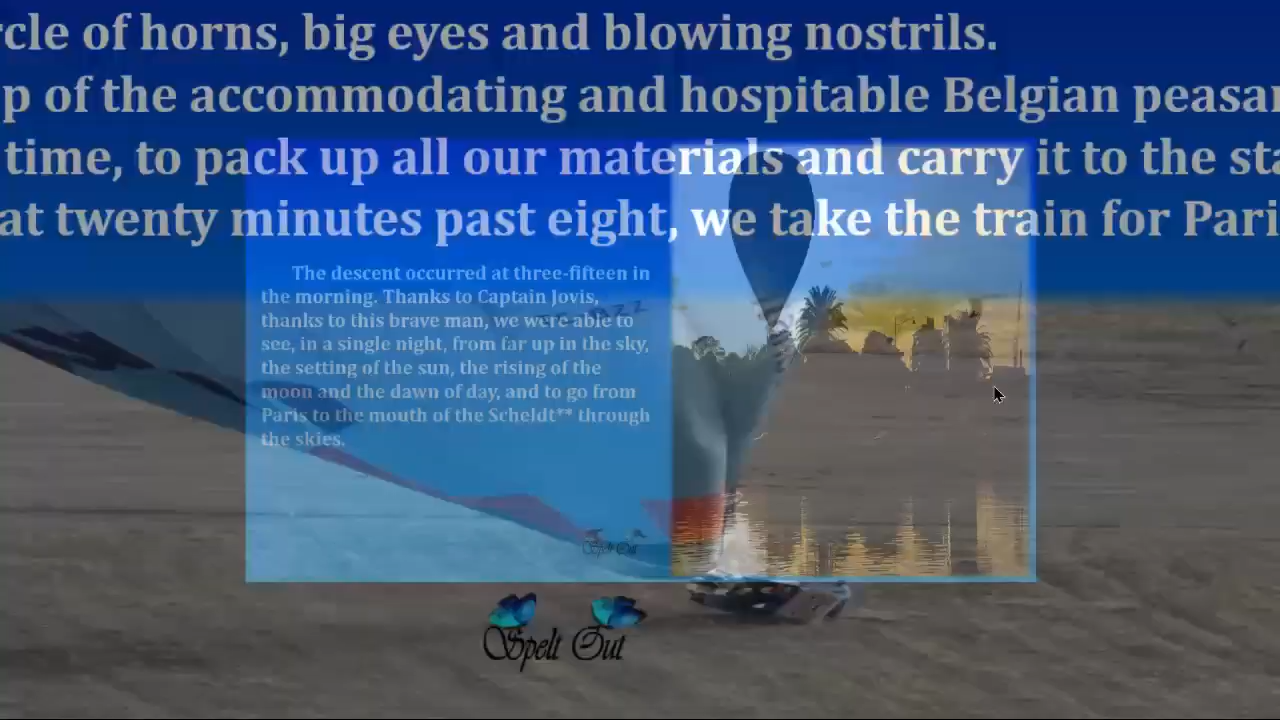 of horns, big eyes and blowing nostrils.
of the accommodating and hospitable Belgian
time, to pack up all our materials and carry it to the
at twenty minutes past eight, we take the train for
The descent occurred at three-fifteen in
the morning. Thanks to Captain Jovis,
thanks to this brave man, we were able to
see, in a single night, from far up in the sky,
the setting of the sun, the rising of the
moon and the dawn of day, and to go from
Paris to the mouth of the Scheldt** through
the skies.
Spelt Out
Spelt Out